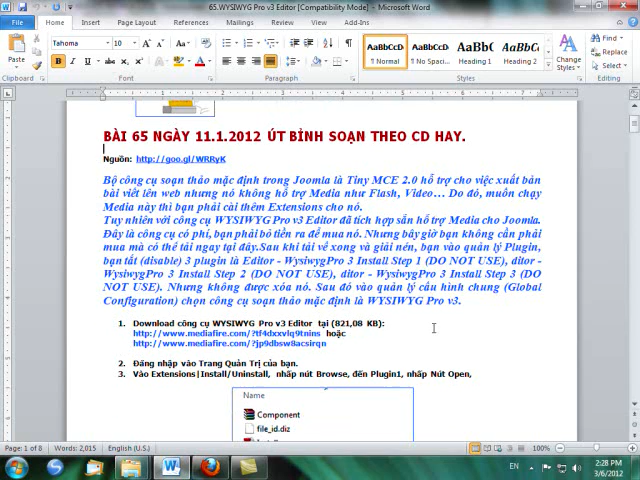 65.WYSIWYG Pro v3 Editor [Compatibility Mode] - Microsoft Word
File Home Insert Page Layout References Mailings Review View Add-Ins
Paste
Tahoma 10
AaBbCcD AaBbCcD AaBbC AaBbCc
¶ Normal ¶ No Spaci... Heading 1 Heading 2
Change Styles
Find
Replace
Select
Clipboard Font Paragraph Styles Editing
BÀI 65 NGÀY 11.1.2012 ÚT BỈNH SOẠN THEO CD HAY.
Nguồn: http://goo.gl/WRRyK
Bộ công cụ soạn thảo mặc định trong Joomla là Tiny MCE 2.0 hỗ trợ cho việc xuất bản
bài viết lên web nhưng nó không hỗ trợ Media như Flash, Video... Do đó, muốn chạy
Media này thì bạn phải cài thêm Extensions cho nó.
Tuy nhiên với công cụ WYSIWYG Pro v3 Editor đã tích hợp sẵn hỗ trợ Media cho Joomla.
Đây là công cụ có phí, bạn phải bỏ tiền ra để mua nó. Nhưng bây giờ bạn không cần phải
mua mà có thể tải ngay tại đây.Sau khi tải về xong và giải nén, bạn vào quản lý Plugin,
bạn tắt (disable) 3 plugin là Editor - WysiwygPro 3 Install Step 1 (DO NOT USE), ditor -
WysiwygPro 3 Install Step 2 (DO NOT USE), ditor - WysiwygPro 3 Install Step 3 (DO
NOT USE). Nhưng không được xóa nó. Sau đó vào quản lý cấu hình chung (Global
Configuration) chọn công cụ soạn thảo mặc định là WYSIWYG Pro v3.
1. Download công cụ WYSIWYG Pro v3 Editor tại (821,08 KB):
http://www.mediafire.com/?tf4dxxvlq9tnins hoặc
http://www.mediafire.com/?jp9dbsw8acsirqn
2. Đăng nhập vào Trang Quản Trị của bạn.
3. Vào Extensions|Install/Uninstall, nhấp nút Browse, đến Plugin1, nhấp Nút Open,
Name
Component
file_id.diz
Page: 1 of 8 Words: 2,015 English (U.S.) 100%
EN 2:28 PM
3/6/2012